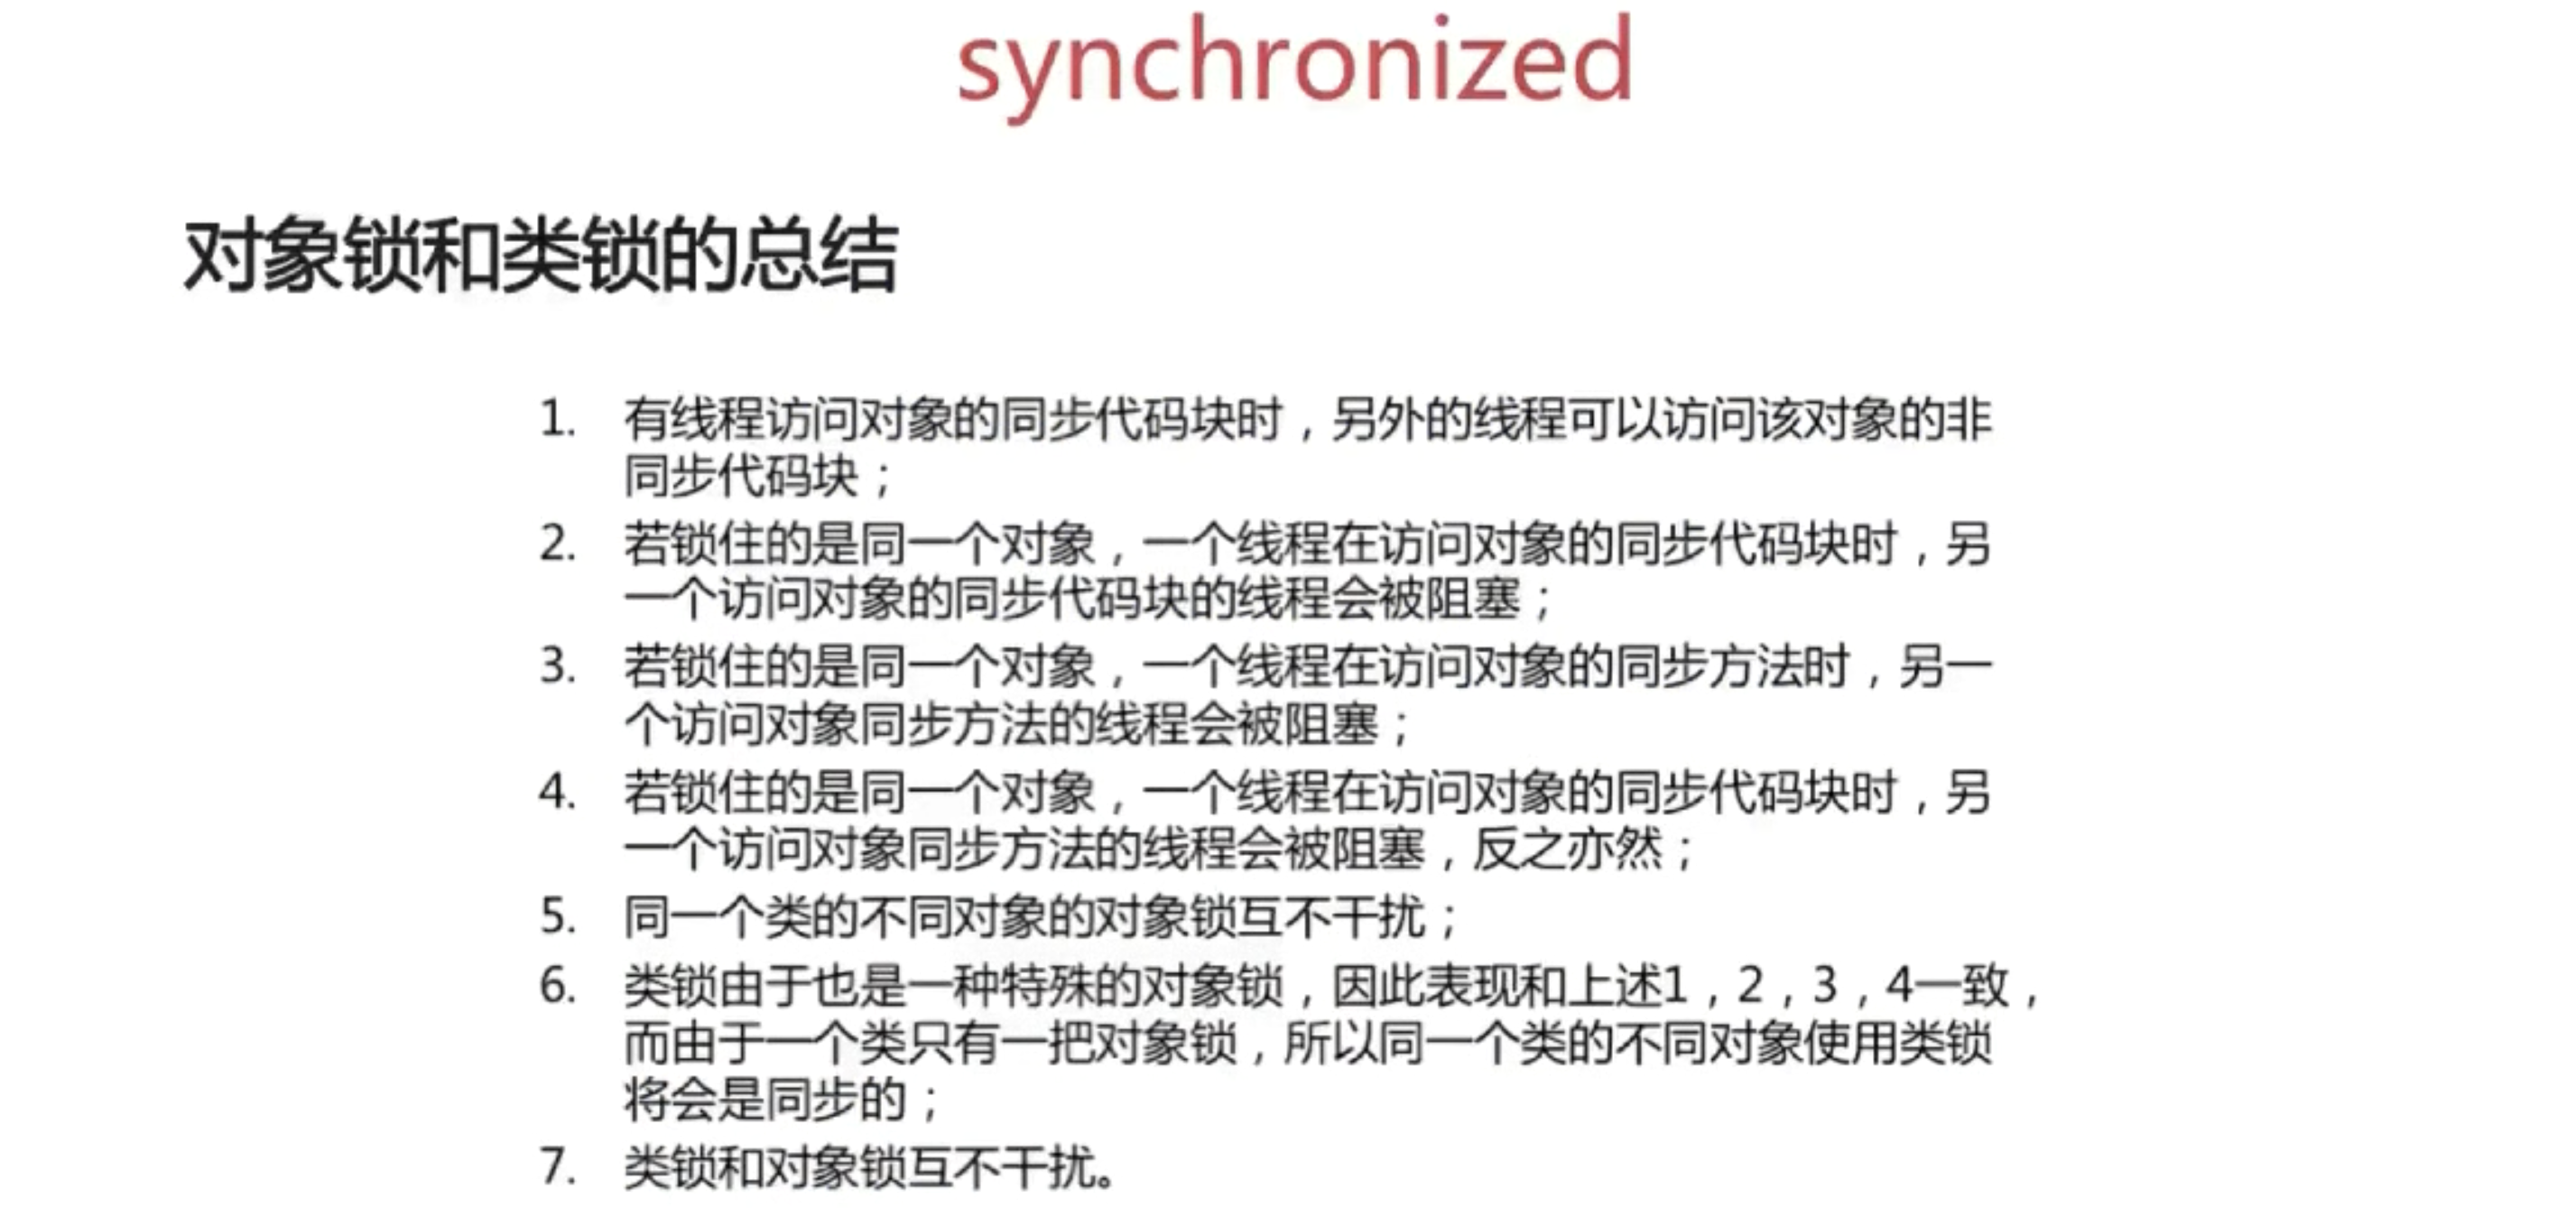 synchronized
对象锁和类锁的总结
1. 有线程访问对象的同步代码块时，另外的线程可以访问该对象的非
同步代码块；
2. 若锁住的是同一个对象，一个线程在访问对象的同步代码块时，另
一个访问对象的同步代码块的线程会被阻塞；
3. 若锁住的是同一个对象，一个线程在访问对象的同步方法时，另一
个访问对象同步方法的线程会被阻塞；
4. 若锁住的是同一个对象，一个线程在访问对象的同步代码块时，另
一个访问对象同步方法的线程会被阻塞，反之亦然；
5. 同一个类的不同对象的对象锁互不干扰；
6. 类锁由于也是一种特殊的对象锁，因此表现和上述1，2，3，4一致，
而由于一个类只有一把对象锁，所以同一个类的不同对象使用类锁
将会是同步的；
7. 类锁和对象锁互不干扰。